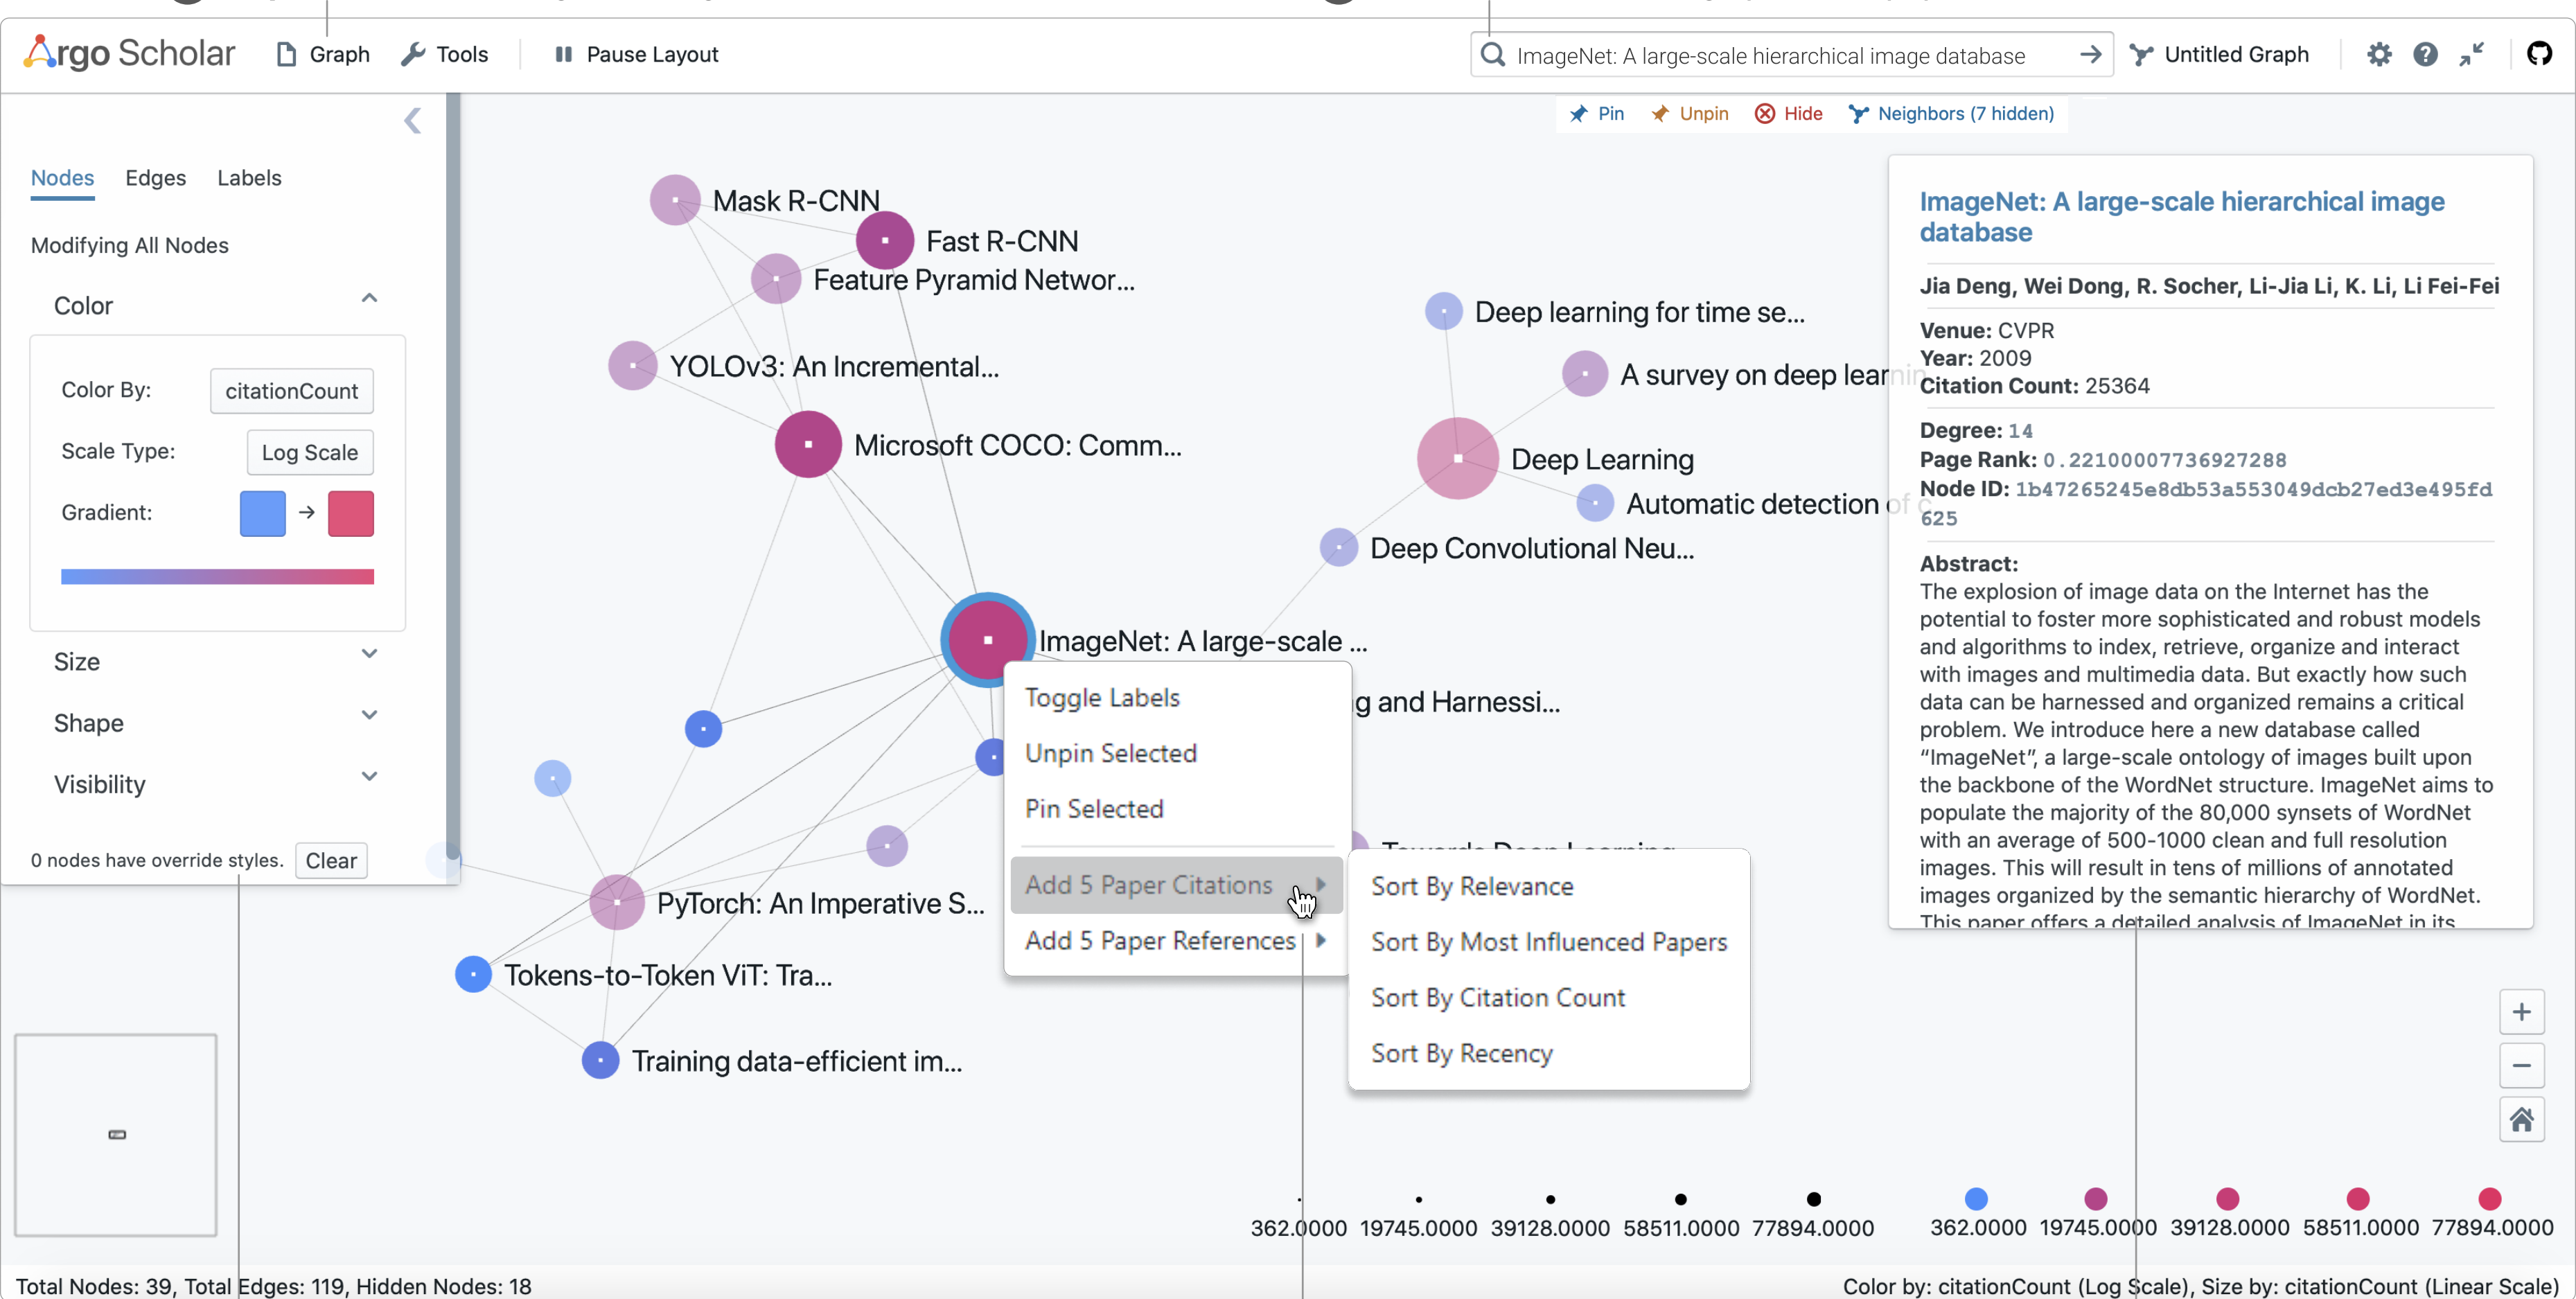 Argo Scholar
Graph
Tools
Pause Layout
ImageNet: A large-scale hierarchical image database
Untitled Graph
Pin
Unpin
Hide
Neighbors (7 hidden)
Nodes
Edges
Labels
Modifying All Nodes
Color
Color By:
citationCount
Scale Type:
Log Scale
Gradient:
Size
Shape
Visibility
0 nodes have override styles.
Clear
Mask R-CNN
Fast R-CNN
Feature Pyramid Networ...
YOLOv3: An Incremental...
Microsoft COCO: Comm...
Deep learning for time se...
A survey on deep learnin
Deep Learning
Automatic detection of c
Deep Convolutional Neu...
ImageNet: A large-scale ...
g and Harnessi...
Towards Deep Learning
PyTorch: An Imperative S...
Tokens-to-Token ViT: Tra...
Training data-efficient im...
Toggle Labels
Unpin Selected
Pin Selected
Add 5 Paper Citations
Add 5 Paper References
Sort By Relevance
Sort By Most Influenced Papers
Sort By Citation Count
Sort By Recency
ImageNet: A large-scale hierarchical image
database
Jia Deng, Wei Dong, R. Socher, Li-Jia Li, K. Li, Li Fei-Fei
Venue: CVPR
Year: 2009
Citation Count: 25364
Degree: 14
Page Rank: 0.22100007736927288
Node ID: 1b47265245e8db53a553049dcb27ed3e495fd
625
Abstract:
The explosion of image data on the Internet has the
potential to foster more sophisticated and robust models
and algorithms to index, retrieve, organize and interact
with images and multimedia data. But exactly how such
data can be harnessed and organized remains a critical
problem. We introduce here a new database called
“ImageNet”, a large-scale ontology of images built upon
the backbone of the WordNet structure. ImageNet aims to
populate the majority of the 80,000 synsets of WordNet
with an average of 500-1000 clean and full resolution
images. This will result in tens of millions of annotated
images organized by the semantic hierarchy of WordNet.
This paper offers a detailed analysis of ImageNet in its
362.0000 19745.0000 39128.0000 58511.0000 77894.0000
362.0000 19745.0000 39128.0000 58511.0000 77894.0000
Total Nodes: 39, Total Edges: 119, Hidden Nodes: 18
Color by: citationCount (Log Scale), Size by: citationCount (Linear Scale)